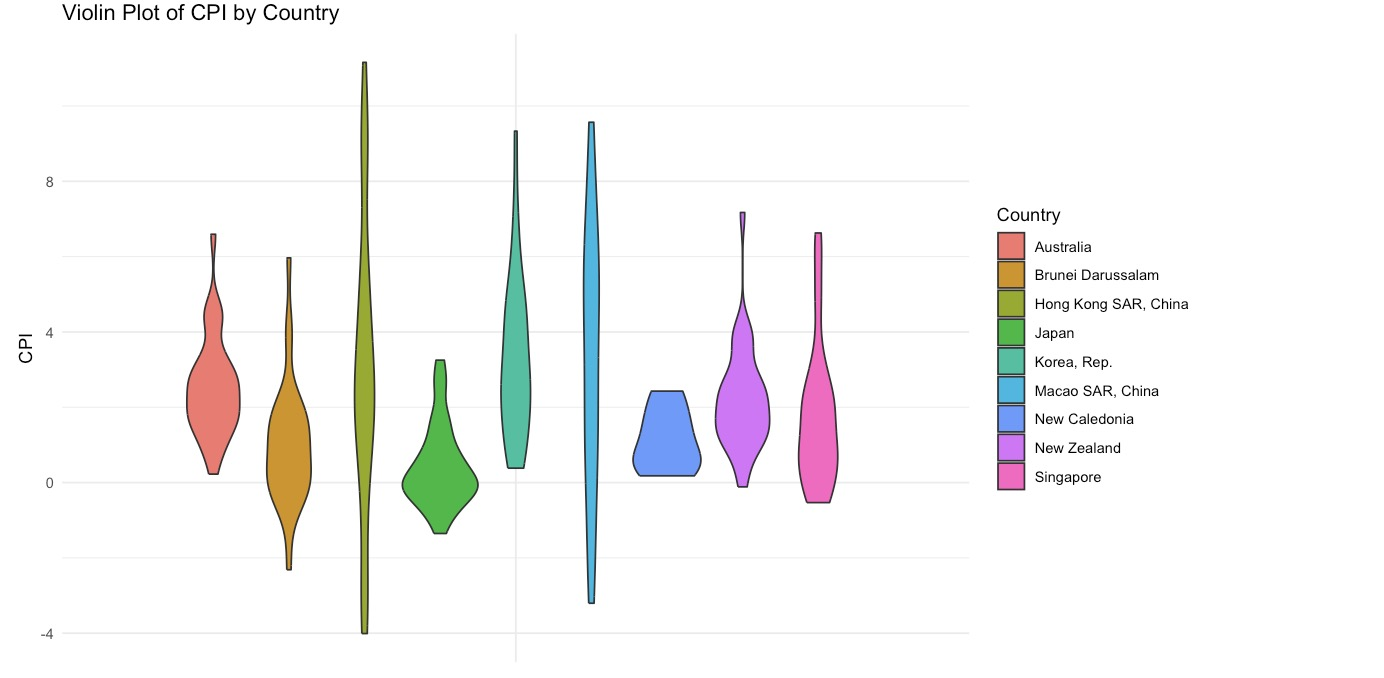 Violin Plot of CPI by Country
CPI
8
4
0
-4
Country
Australia
Brunei Darussalam
Hong Kong SAR, China
Japan
Korea, Rep.
Macao SAR, China
New Caledonia
New Zealand
Singapore